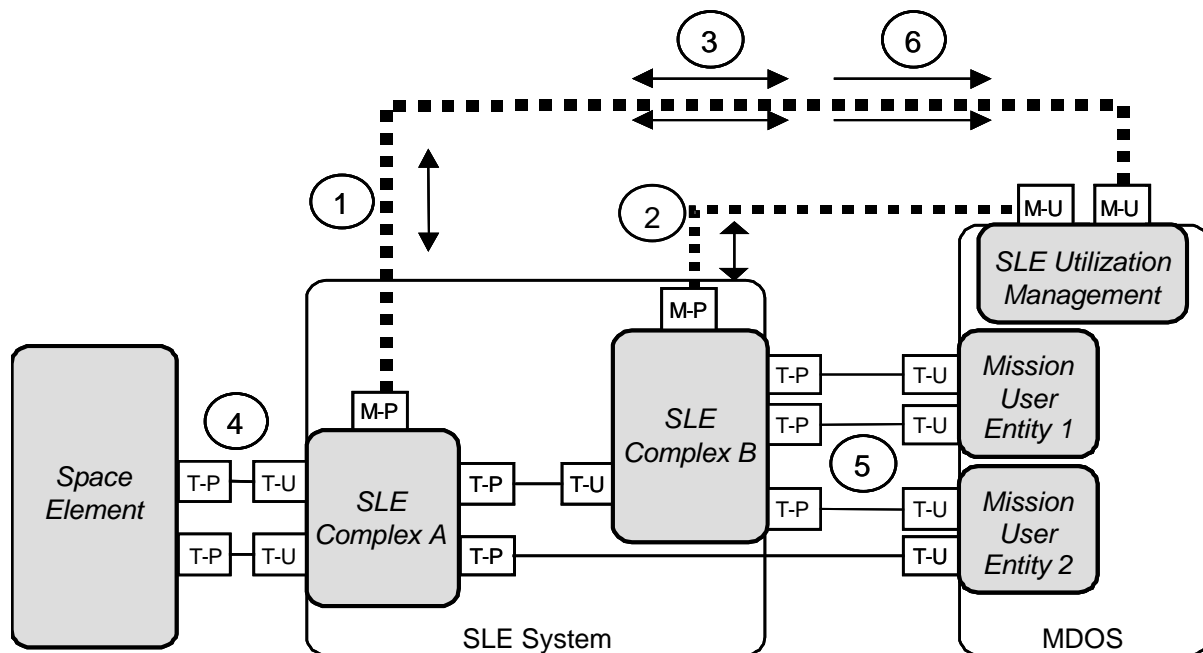 3
6
1
2
M-U
M-U
SLE Utilization
Management
M-P
M-P
4
Space
Element
T-P
T-U
T-P
T-U
SLE
Complex A
T-P
T-P
T-U
SLE
Complex B
T-P
T-P
T-P
5
T-U
T-U
T-U
T-U
Mission
User
Entity 1
Mission
User
Entity 2
SLE System
MDOS